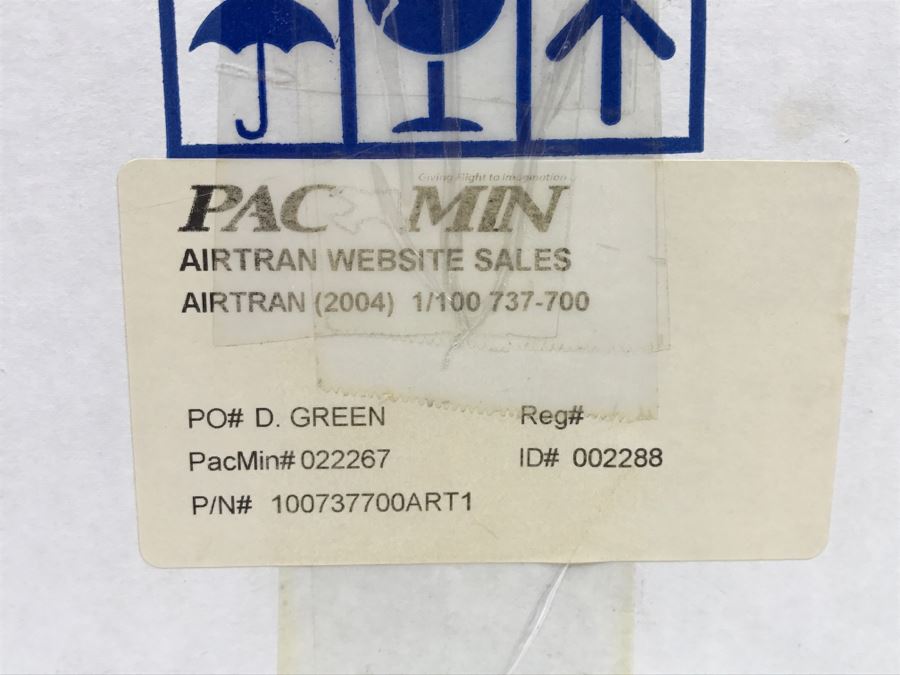 Giving Flight to Imagination
PAC MIN
AIRTRAN WEBSITE SALES
AIRTRAN (2004) 1/100 737-700
PO# D. GREEN Reg#
PacMin# 022267 ID# 002288
P/N# 100737700ART1